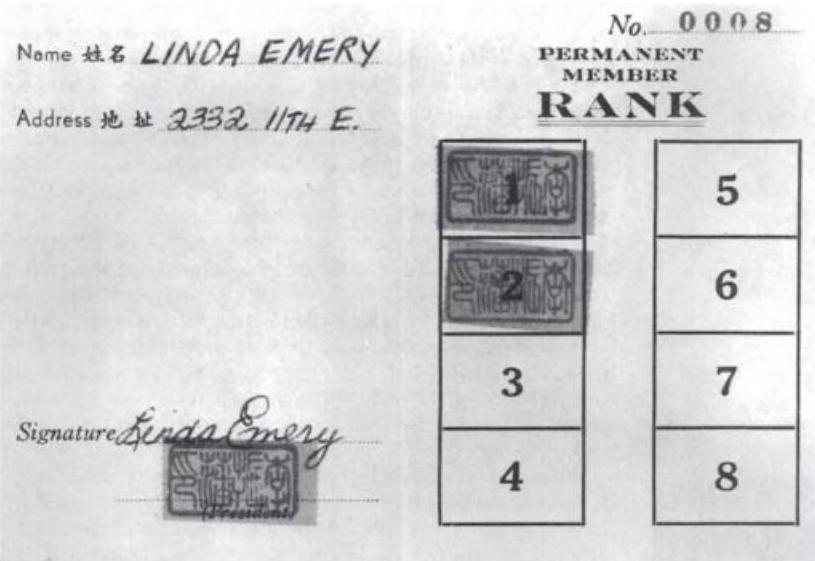 Name 姓名 LINDA EMERY
Address 地址 2332 11TH E.
Signature Linda Emery
(President)
No. 0008
PERMANENT
MEMBER
RANK
1 5
2 6
3 7
4 8